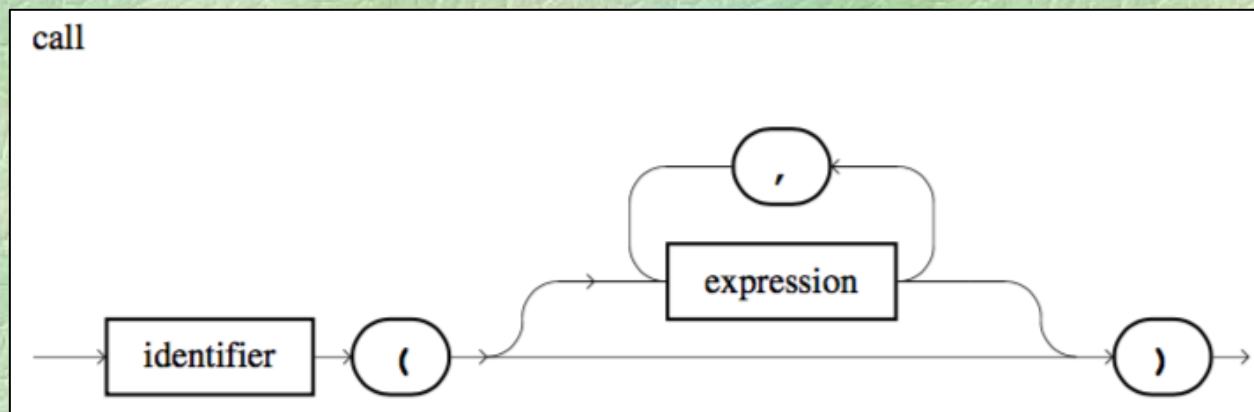 call
,
expression
identifier ( )